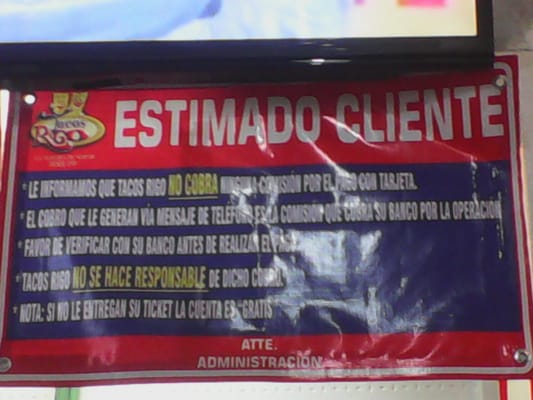 Tacos
Rigo
ESTIMADO CLIENTE
* LE INFORMAMOS QUE TACOS RIGO NO COBRA NINGUNA COMISIÓN POR EL PAGO CON TARJETA.
* EL COBRO QUE LE GENERAN VÍA MENSAJE DE TELÉFONO ES LA COMISIÓN QUE COBRA SU BANCO POR LA OPERACIÓN
* FAVOR DE VERIFICAR CON SU BANCO ANTES DE REALIZAR EL PAGO.
* TACOS RIGO NO SE HACE RESPONSABLE DE DICHO COBRO.
* NOTA: SI NO LE ENTREGAN SU TICKET LA CUENTA ES "GRATIS"
ATTE.
ADMINISTRACIÓN